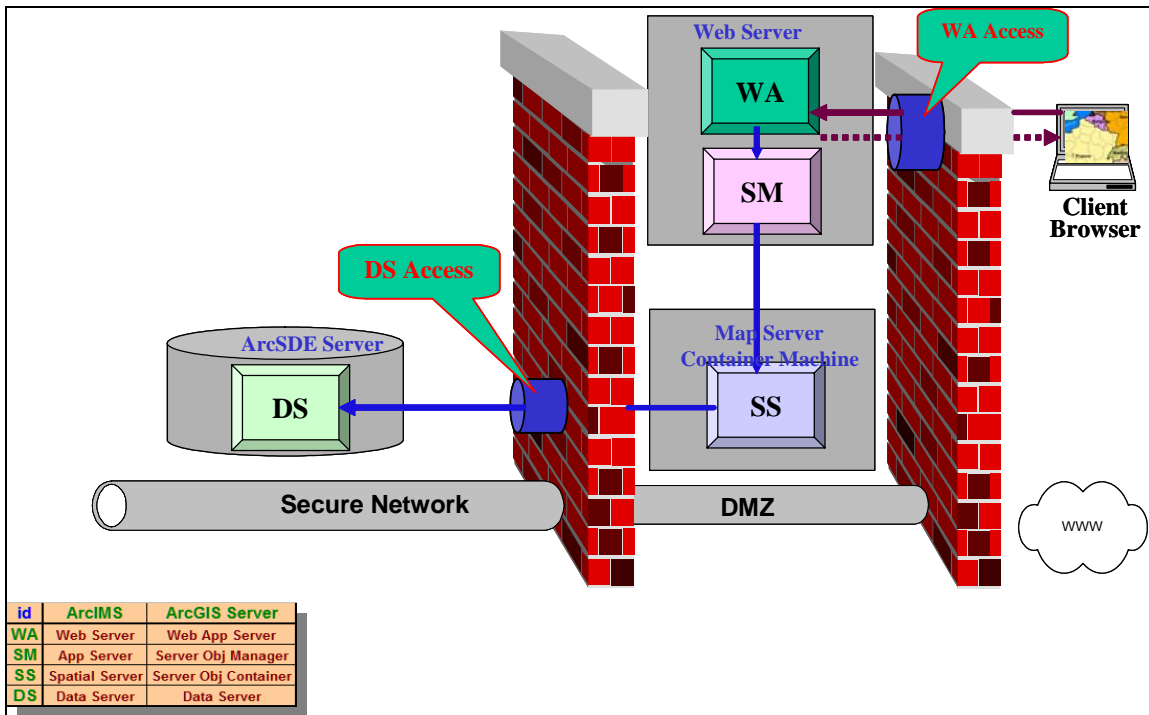 Web Server
WA Access
WA
SM
Client
Browser
DS Access
ArcSDE Server
Map Server
Container Machine
DS
SS
Secure Network
DMZ
www
id ArcIMS ArcGIS Server
WA Web Server Web App Server
SM App Server Server Obj Manager
SS Spatial Server Server Obj Container
DS Data Server Data Server